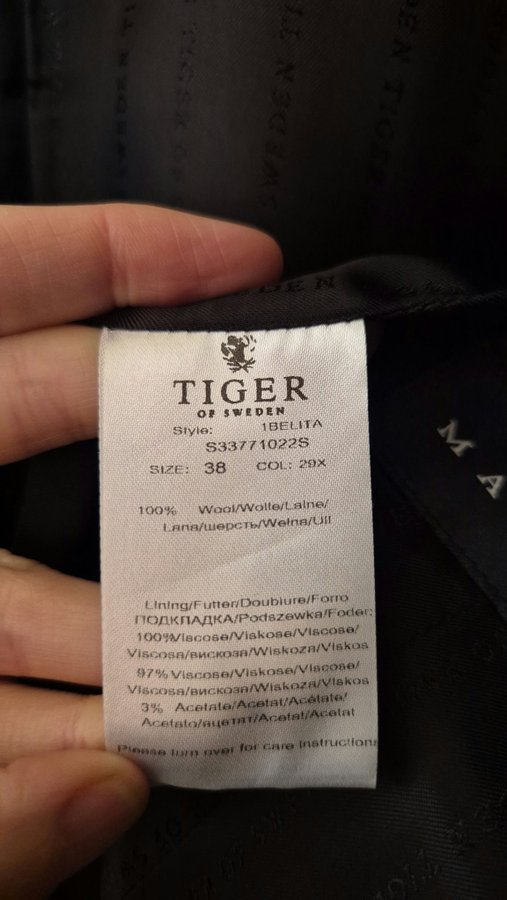 TIGER
OF SWEDEN
Style: 1BELITA
S33771022S
SIZE: 38 COL: 29X
100% Wool/Wolle/Laine/
Lana/шерсть/Wełna/Ull
Lining/Futter/Doublure/Forro
ПОДКЛАДКА/Podszewka/Foder:
100%Viscose/Viskose/Viscose/
Viscosa/вискоза/Wiskoza/Viskos
97%Viscose/Viskose/Viscose/
Viscosa/вискоза/Wiskoza/Viskos
3% Acetate/Acetat/Acétate/
Acetato/ацетат/Acetat/Acetat
Please turn over for care instructions
M A